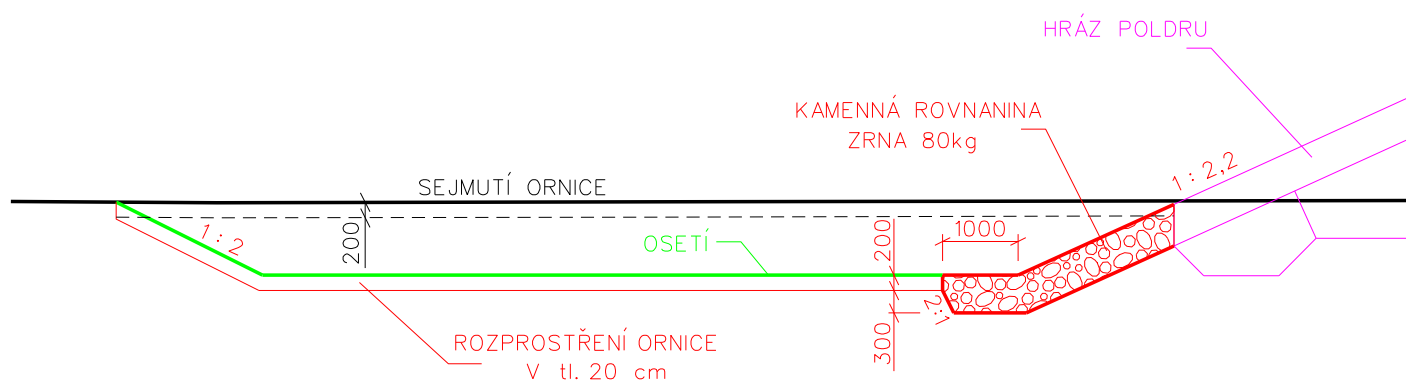 HRÁZ POLDRU
KAMENNÁ ROVNANINA
ZRNA 80kg
1:2,2
SEJMUTÍ ORNICE
1:2
200
OSETÍ
200
1000
2:1
300
ROZPROSTŘENÍ ORNICE
V tl. 20 cm